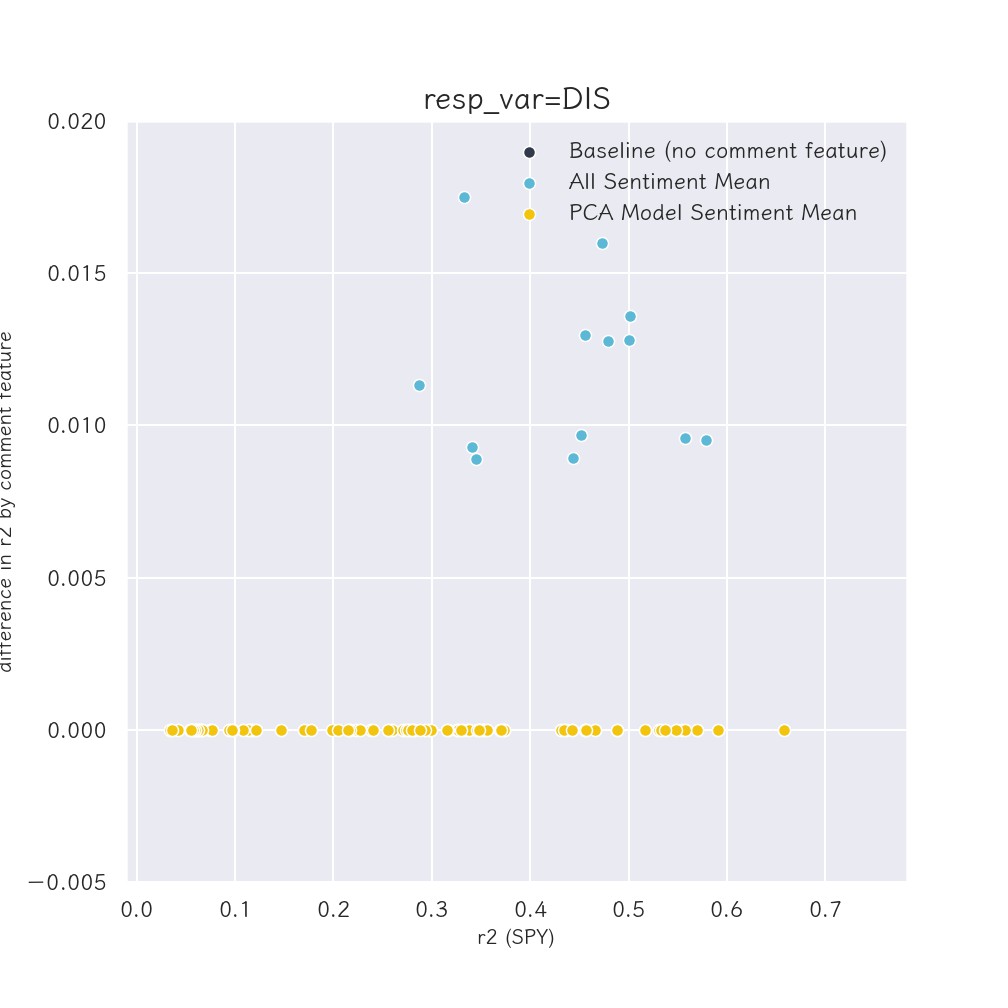 resp_var=DIS
0.020
0.015
0.010
0.005
0.000
−0.005
Baseline (no comment feature)
All Sentiment Mean
PCA Model Sentiment Mean
difference in r2 by comment feature
0.0 0.1 0.2 0.3 0.4 0.5 0.6 0.7
r2 (SPY)